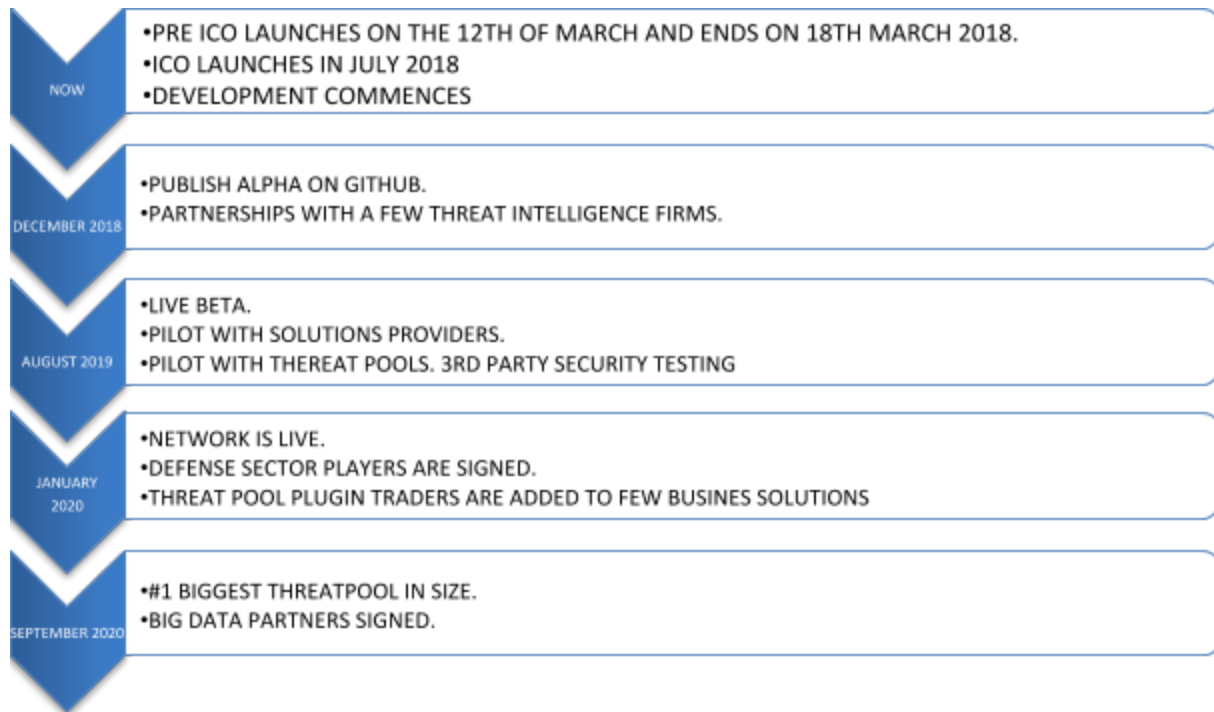 NOW
•PRE ICO LAUNCHES ON THE 12TH OF MARCH AND ENDS ON 18TH MARCH 2018.
•ICO LAUNCHES IN JULY 2018
•DEVELOPMENT COMMENCES
DECEMBER 2018
•PUBLISH ALPHA ON GITHUB.
•PARTNERSHIPS WITH A FEW THREAT INTELLIGENCE FIRMS.
AUGUST 2019
•LIVE BETA.
•PILOT WITH SOLUTIONS PROVIDERS.
•PILOT WITH THEREAT POOLS. 3RD PARTY SECURITY TESTING
JANUARY
2020
•NETWORK IS LIVE.
•DEFENSE SECTOR PLAYERS ARE SIGNED.
•THREAT POOL PLUGIN TRADERS ARE ADDED TO FEW BUSINES SOLUTIONS
SEPTEMBER 2020
•#1 BIGGEST THREATPOOL IN SIZE.
•BIG DATA PARTNERS SIGNED.